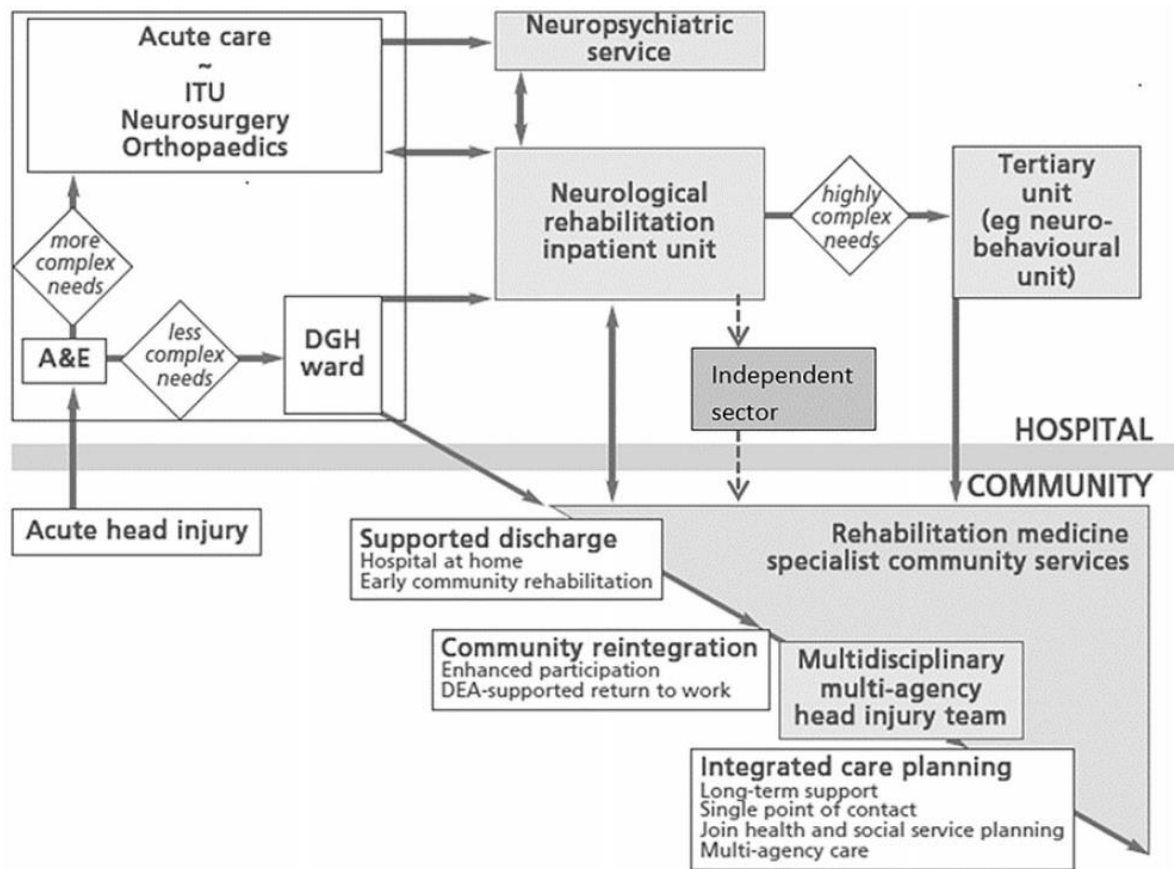 Acute care
~
ITU
Neurosurgery
Orthopaedics
Neuropsychiatric
service
more
complex
needs
Neurological
rehabilitation
inpatient unit
highly
complex
needs
Tertiary
unit
(eg neuro-
behavioural
unit)
A&E
less
complex
needs
DGH
ward
Independent
sector
HOSPITAL
COMMUNITY
Acute head injury
Supported discharge
Hospital at home
Early community rehabilitation
Rehabilitation medicine
specialist community services
Community reintegration
Enhanced participation
DEA-supported return to work
Multidisciplinary
multi-agency
head injury team
Integrated care planning
Long-term support
Single point of contact
Join health and social service planning
Multi-agency care